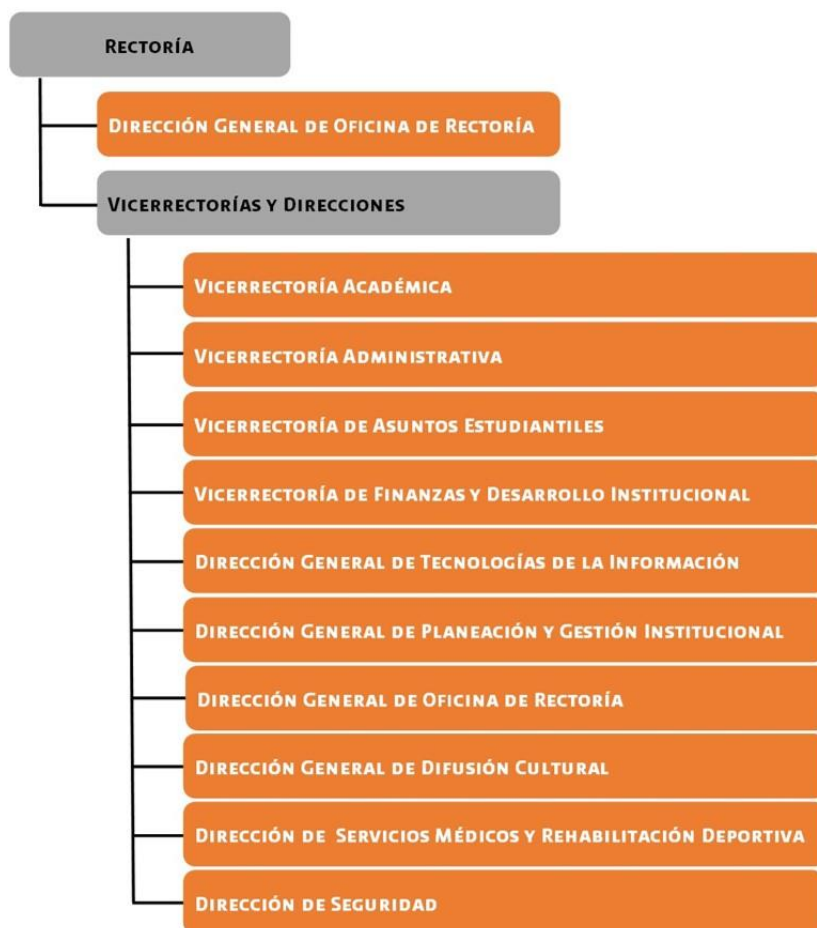 Rectoría
Dirección General de Oficina de Rectoría
Vicerrectorías y Direcciones
Vicerrectoría Académica
Vicerrectoría Administrativa
Vicerrectoría de Asuntos Estudiantiles
Vicerrectoría de Finanzas y Desarrollo Institucional
Dirección General de Tecnologías de la Información
Dirección General de Planeación y Gestión Institucional
Dirección General de Oficina de Rectoría
Dirección General de Difusión Cultural
Dirección de Servicios Médicos y Rehabilitación Deportiva
Dirección de Seguridad